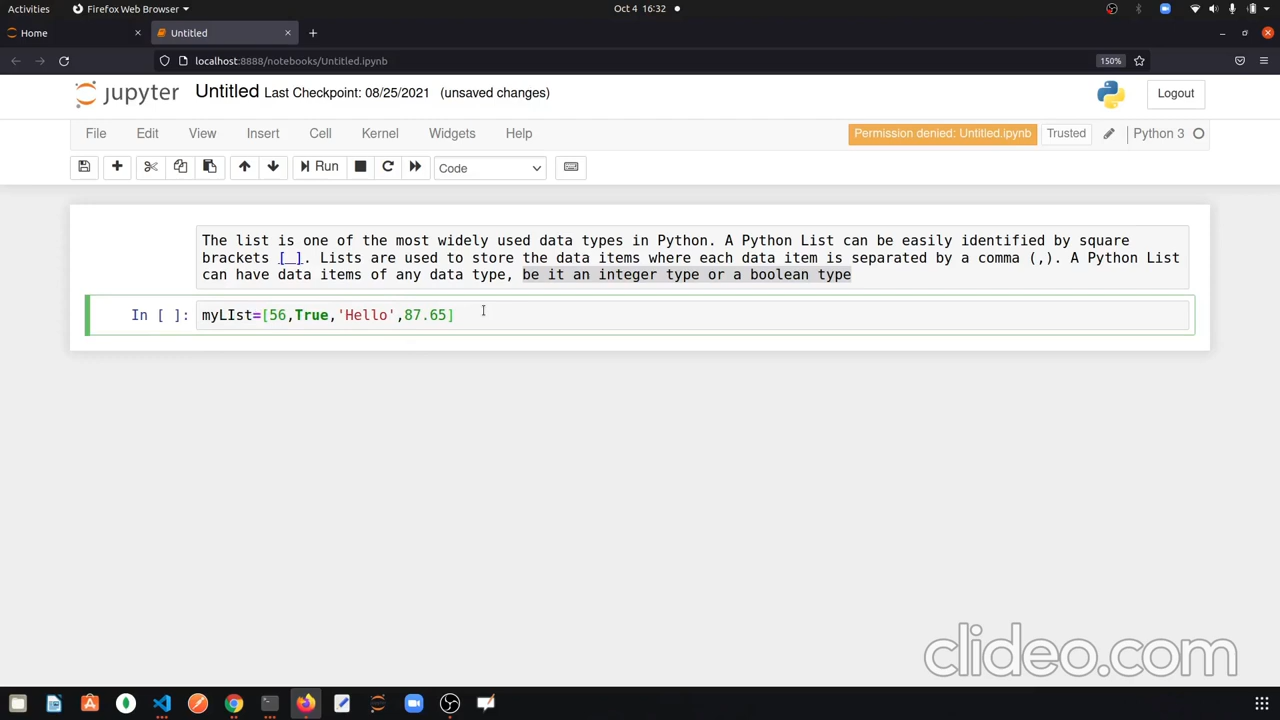 Activities
Firefox Web Browser
Oct 4 16:32
Home
Untitled
localhost:8888/notebooks/Untitled.ipynb
150%
jupyter
Untitled Last Checkpoint: 08/25/2021 (unsaved changes)
Logout
File Edit View Insert Cell Kernel Widgets Help
Permission denied: Untitled.ipynb
Trusted
Python 3
Run
Code
The list is one of the most widely used data types in Python. A Python List can be easily identified by square
brackets [ ]. Lists are used to store the data items where each data item is separated by a comma (,). A Python List
can have data items of any data type, be it an integer type or a boolean type
In [ ]: myLIst=[56,True,'Hello',87.65]
clideo.com